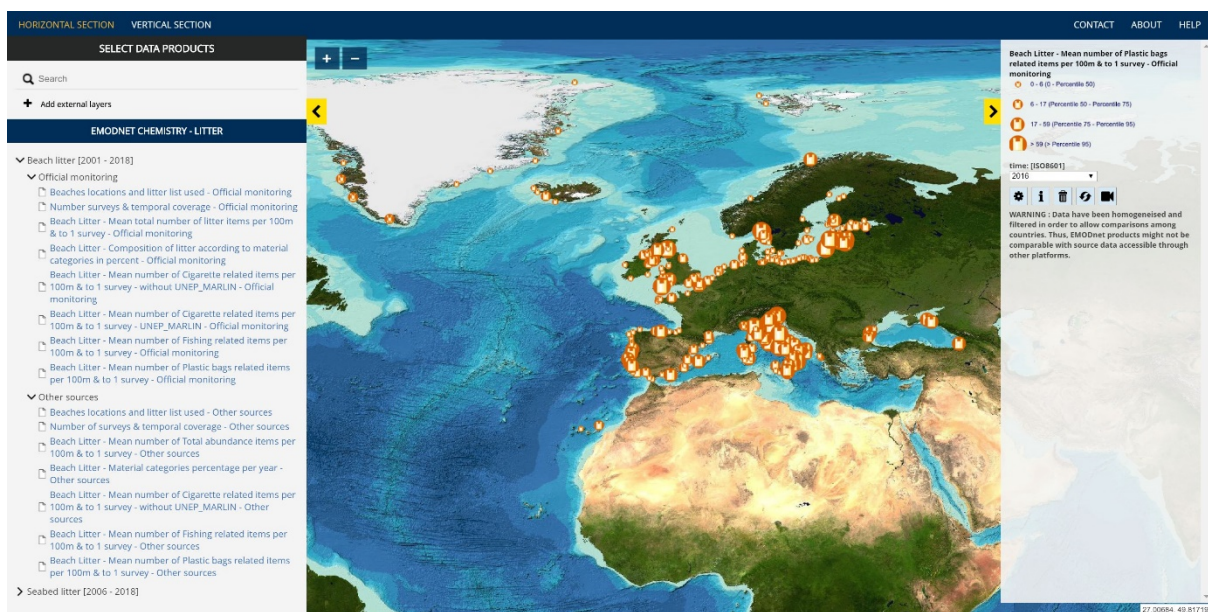 HORIZONTAL SECTION VERTICAL SECTION
CONTACT ABOUT HELP
SELECT DATA PRODUCTS
Search
Add external layers
EMODNET CHEMISTRY - LITTER
Beach litter [2001 - 2018]
Official monitoring
Beaches locations and litter list used - Official monitoring
Number surveys & temporal coverage - Official monitoring
Beach Litter - Mean total number of litter items per 100m
& to 1 survey - Official monitoring
Beach Litter - Composition of litter according to material
categories in percent - Official monitoring
Beach Litter - Mean number of Cigarette related items per
100m & to 1 survey - without UNEP_MARLIN - Official
monitoring
Beach Litter - Mean number of Cigarette related items per
100m & to 1 survey - UNEP_MARLIN - Official monitoring
Beach Litter - Mean number of Fishing related items per
100m & to 1 survey - Official monitoring
Beach Litter - Mean number of Plastic bags related items
per 100m & to 1 survey - Official monitoring
Other sources
Beaches locations and litter list used - Other sources
Number of surveys & temporal coverage - Other sources
Beach Litter - Mean number of Total abundance items per
100m & to 1 survey - Other sources
Beach Litter - Material categories percentage per year -
Other sources
Beach Litter - Mean number of Cigarette related items per
100m & to 1 survey - without UNEP_MARLIN - Other
sources
Beach Litter - Mean number of Fishing related items per
100m & to 1 survey - Other sources
Beach Litter - Mean number of Plastic bags related items
per 100m & to 1 survey - Other sources
Seabed litter [2006 - 2018]
Beach Litter - Mean number of Plastic bags
related items per 100m & to 1 survey - Official
monitoring
0 - 6 (0 - Percentile 50)
6 - 17 (Percentile 50 - Percentile 75)
17 - 59 (Percentile 75 - Percentile 95)
> 59 (> Percentile 95)
time: [ISO8601]
2016
WARNING : Data have been homogeneised and
filtered in order to allow comparisons among
countries. Thus, EMODnet products might not be
comparable with source data accessible through
other platforms.
27.00684, 49.81719